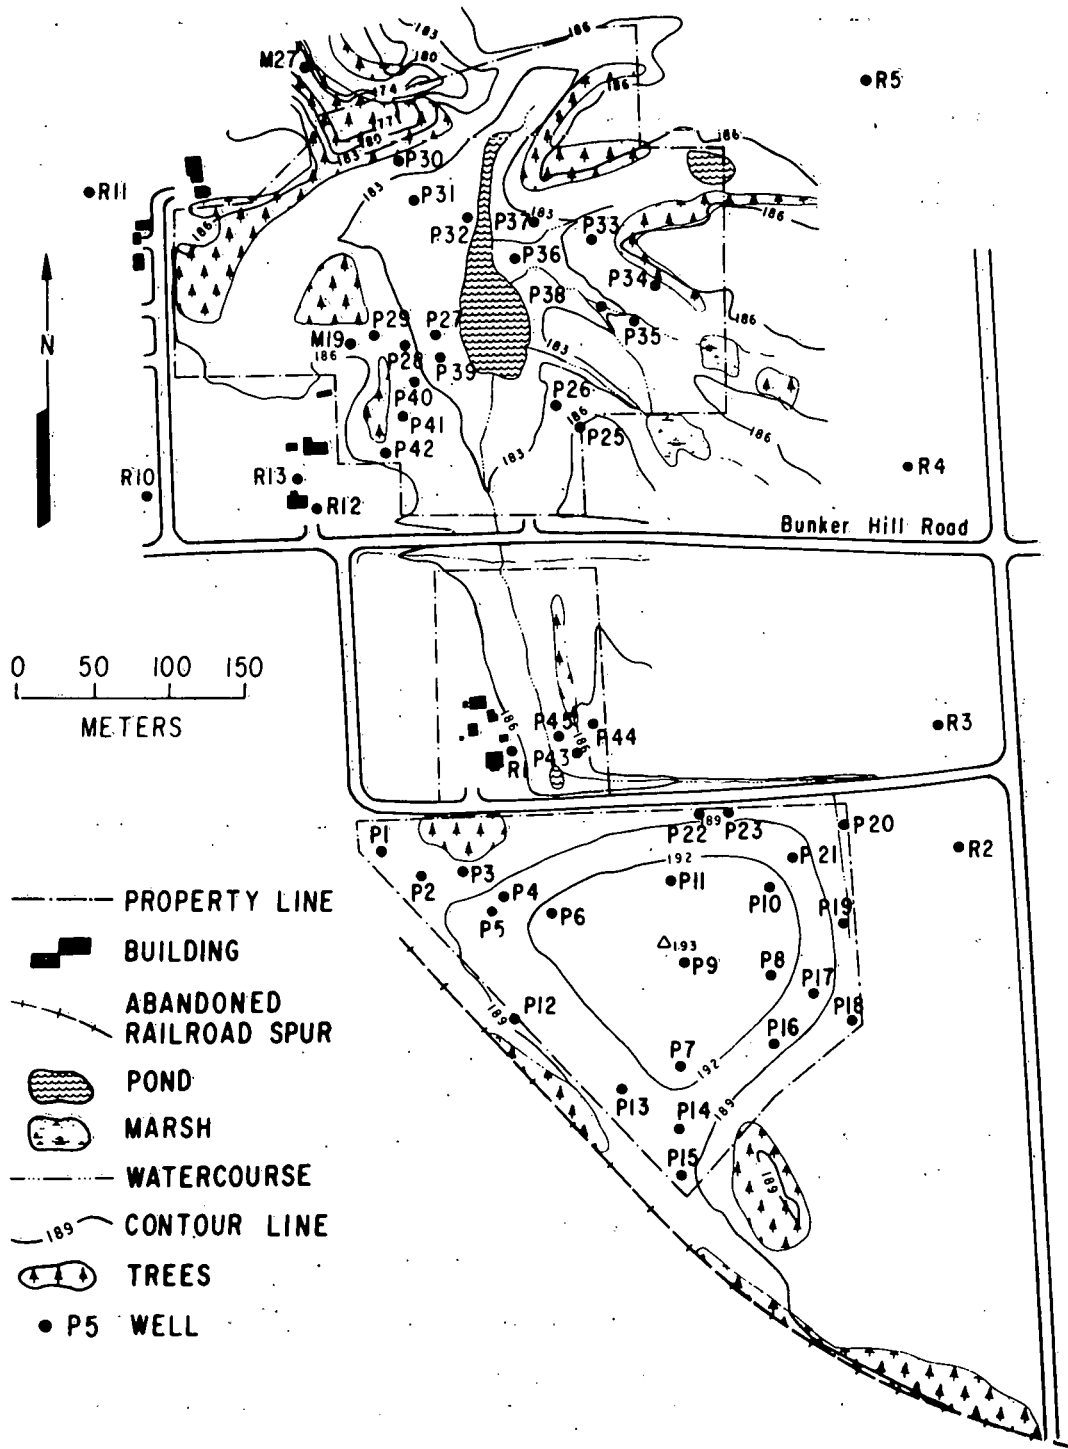 183
186
M27
180
R5
174
186
177
180
183
186
P30
R11
183
P31
186
186
P32
P37
183
P33
P36
P34
N
P38
P29
P27
186
M19
P35
186
P28
183
P39
P40
P26
P41
186
P25
186
P42
183
R4
R10
R13
R12
Bunker Hill Road
0 50 100 150
METERS
186
P45
P44
R3
R1
P43
186
P22
189
P23
P20
P1
192
P21
R2
P2
P3
P4
P11
P10
P5
P6
P19
PROPERTY LINE
193
P9
P8
BUILDING
P17
P12
P18
189
ABANDONED
RAILROAD SPUR
P16
P7
192
POND
P13
P14
189
MARSH
P15
WATERCOURSE
189
189
CONTOUR LINE
TREES
P5 WELL